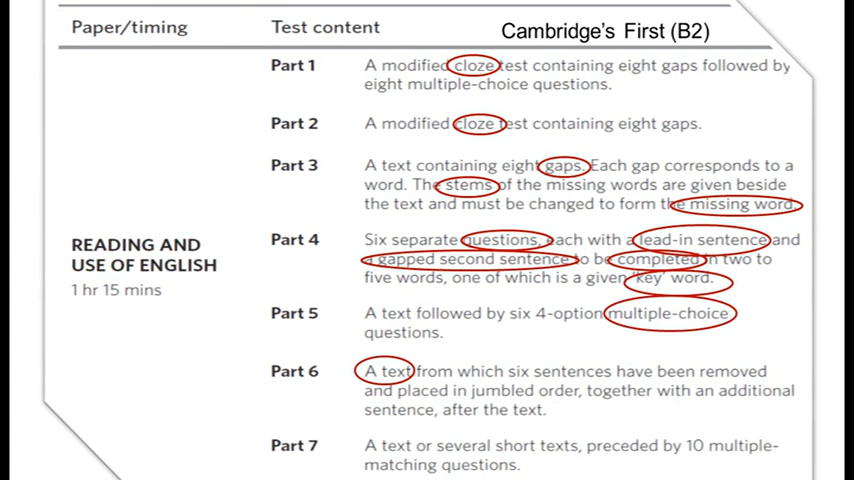 Paper/timing Test content Cambridge's First (B2)
Part 1 A modified cloze test containing eight gaps followed by
eight multiple-choice questions.
Part 2 A modified cloze test containing eight gaps.
Part 3 A text containing eight gaps. Each gap corresponds to a
word. The stems of the missing words are given beside
the text and must be changed to form the missing word.
READING AND
USE OF ENGLISH
1 hr 15 mins
Part 4 Six separate questions, each with a lead-in sentence and
a gapped second sentence to be completed in two to
five words, one of which is a given 'key' word.
Part 5 A text followed by six 4-option multiple-choice
questions.
Part 6 A text from which six sentences have been removed
and placed in jumbled order, together with an additional
sentence, after the text.
Part 7 A text or several short texts, preceded by 10 multiple-
matching questions.